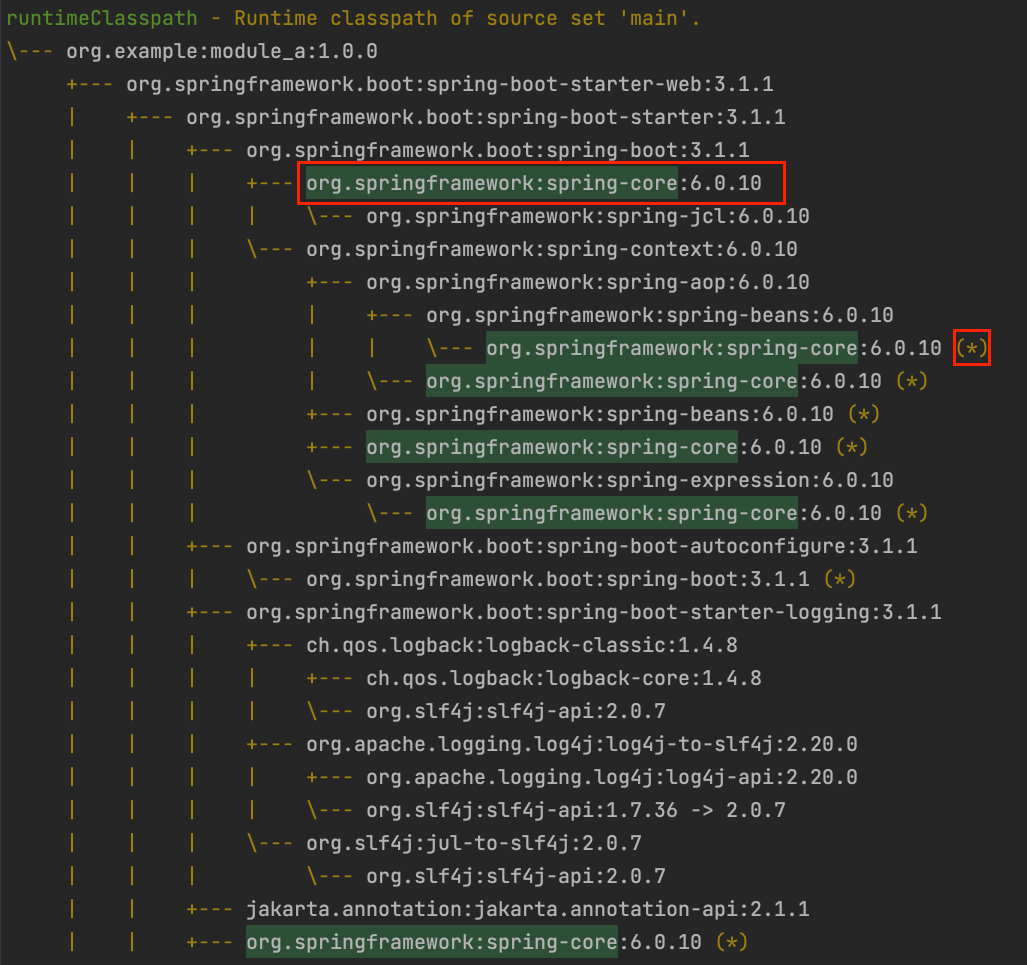 runtimeClasspath - Runtime classpath of source set 'main'.
\--- org.example:module_a:1.0.0
     +--- org.springframework.boot:spring-boot-starter-web:3.1.1
     |    +--- org.springframework.boot:spring-boot-starter:3.1.1
     |    |    +--- org.springframework.boot:spring-boot:3.1.1
     |    |    |    +--- org.springframework:spring-core:6.0.10
     |    |    |    |    \--- org.springframework:spring-jcl:6.0.10
     |    |    |    \--- org.springframework:spring-context:6.0.10
     |    |    |         +--- org.springframework:spring-aop:6.0.10
     |    |    |         |    +--- org.springframework:spring-beans:6.0.10
     |    |    |         |    |    \--- org.springframework:spring-core:6.0.10 (*)
     |    |    |         |    \--- org.springframework:spring-core:6.0.10 (*)
     |    |    |         +--- org.springframework:spring-beans:6.0.10 (*)
     |    |    |         +--- org.springframework:spring-core:6.0.10 (*)
     |    |    |         \--- org.springframework:spring-expression:6.0.10
     |    |    |              \--- org.springframework:spring-core:6.0.10 (*)
     |    |    +--- org.springframework.boot:spring-boot-autoconfigure:3.1.1
     |    |    |    \--- org.springframework.boot:spring-boot:3.1.1 (*)
     |    |    +--- org.springframework.boot:spring-boot-starter-logging:3.1.1
     |    |    |    +--- ch.qos.logback:logback-classic:1.4.8
     |    |    |    |    +--- ch.qos.logback:logback-core:1.4.8
     |    |    |    |    \--- org.slf4j:slf4j-api:2.0.7
     |    |    |    +--- org.apache.logging.log4j:log4j-to-slf4j:2.20.0
     |    |    |    |    +--- org.apache.logging.log4j:log4j-api:2.20.0
     |    |    |    |    \--- org.slf4j:slf4j-api:1.7.36 -> 2.0.7
     |    |    |    \--- org.slf4j:jul-to-slf4j:2.0.7
     |    |    |         \--- org.slf4j:slf4j-api:2.0.7
     |    |    +--- jakarta.annotation:jakarta.annotation-api:2.1.1
     |    |    +--- org.springframework:spring-core:6.0.10 (*)